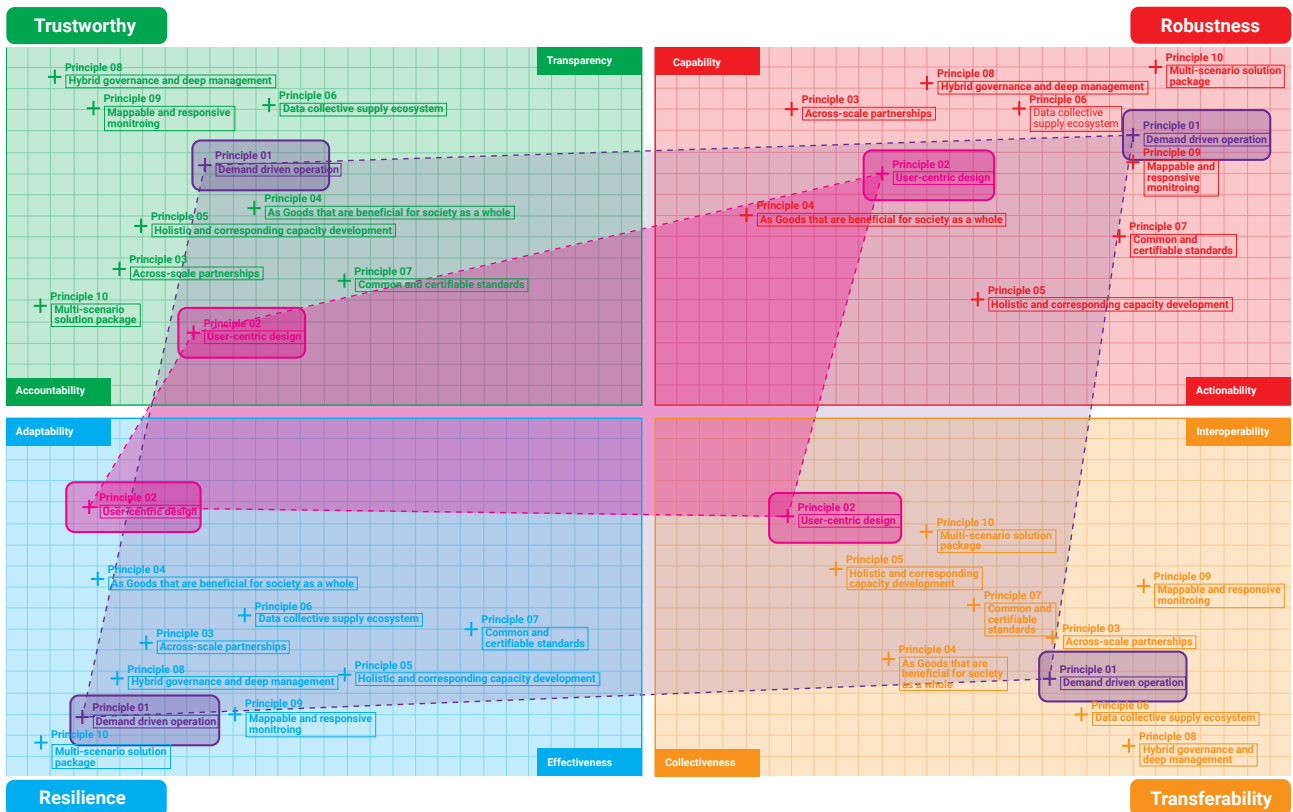 Trustworthy
Transparency
Principle 08
Hybrid governance and deep management
Principle 09
Mappable and responsive
monitroing
Principle 06
Data collective supply ecosystem
Principle 01
Demand driven operation
Principle 04
As Goods that are beneficial for society as a whole
Principle 05
Holistic and corresponding capacity development
Principle 03
Across-scale partnerships
Principle 07
Common and certifiable standards
Principle 10
Multi-scenario
solution package
Principle 02
User-centric design
Accountability
Robustness
Capability
Principle 10
Multi-scenario solution
package
Principle 08
Hybrid governance and deep management
Principle 03
Across-scale partnerships
Principle 06
Data collective
supply ecosystem
Principle 01
Demand driven operation
Principle 09
Mappable and
responsive
monitroing
Principle 02
User-centric design
Principle 04
As Goods that are beneficial for society as a whole
Principle 07
Common and
certifiable standards
Principle 05
Holistic and corresponding capacity development
Actionability
Adaptability
Principle 02
User-centric design
Principle 04
As Goods that are beneficial for society as a whole
Principle 06
Data collective supply ecosystem
Principle 07
Common and
certifiable standards
Principle 03
Across-scale partnerships
Principle 05
Holistic and corresponding capacity development
Principle 08
Hybrid governance and deep management
Principle 01
Demand driven operation
Principle 09
Mappable and responsive
monitroing
Principle 10
Multi-scenario solution
package
Effectiveness
Resilience
Interoperability
Principle 02
User-centric design
Principle 10
Multi-scenario solution
package
Principle 05
Holistic and corresponding
capacity development
Principle 09
Mappable and responsive
monitroing
Principle 07
Common and
certifiable
standards
Principle 03
Across-scale partnerships
Principle 04
As Goods that are
beneficial for society
as a whole
Principle 01
Demand driven operation
Principle 06
Data collective supply ecosystem
Principle 08
Hybrid governance and
deep management
Collectiveness
Transferability